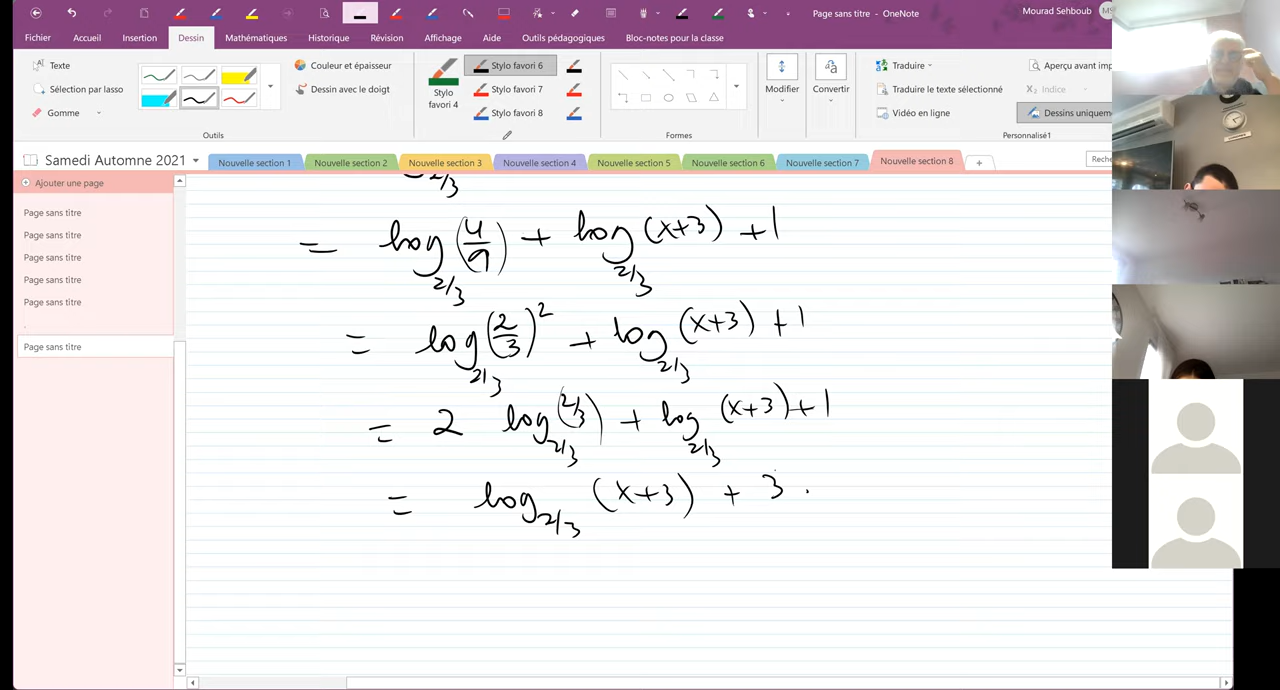 Page sans titre - OneNote
Mourad Sehboub
Fichier Accueil Insertion Dessin Mathématiques Historique Révision Affichage Aide Outils pédagogiques Bloc-notes pour la classe
Texte
Sélection par lasso
Gomme
Outils
Couleur et épaisseur
Dessin avec le doigt
Stylo favori 4
Stylo favori 6
Stylo favori 7
Stylo favori 8
Formes
Modifier
Convertir
Traduire
Traduire le texte sélectionné
Vidéo en ligne
Aperçu avant imp
Indice
Dessins uniquem
Personnalisé1
Samedi Automne 2021
Nouvelle section 1 Nouvelle section 2 Nouvelle section 3 Nouvelle section 4 Nouvelle section 5 Nouvelle section 6 Nouvelle section 7 Nouvelle section 8
Reche
Ajouter une page
Page sans titre
Page sans titre
Page sans titre
Page sans titre
Page sans titre
Page sans titre
2/3
= log_{2/3}(4/9) + log_{2/3}(x+3) + 1
= log_{2/3}(2/3)^2 + log_{2/3}(x+3) + 1
= 2 log_{2/3}(2/3) + log_{2/3}(x+3) + 1
= log_{2/3}(x+3) + 3.